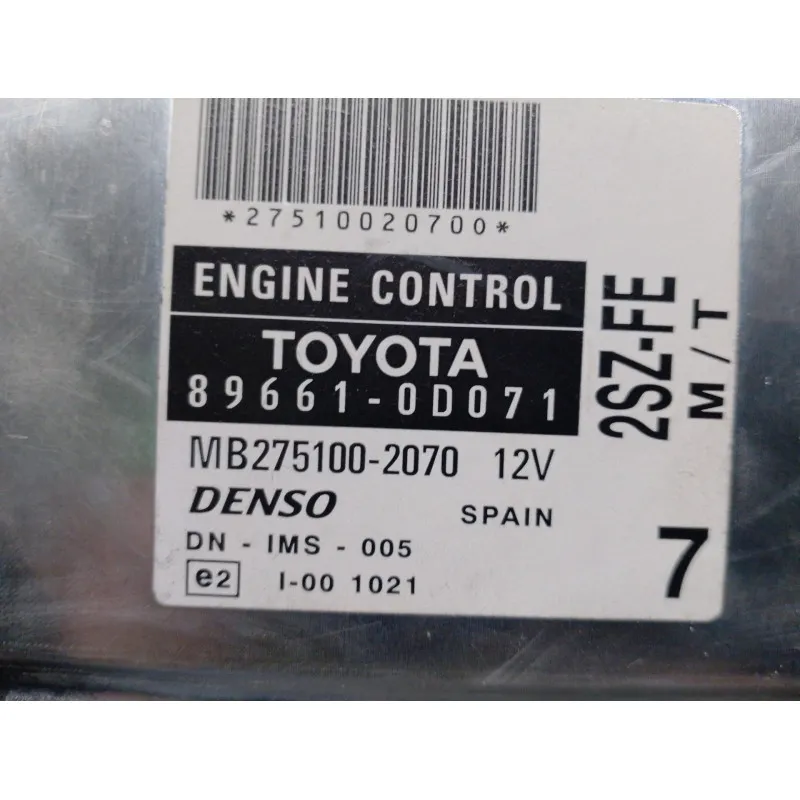 *27510020700*
ENGINE CONTROL
TOYOTA
89661-0D071
MB275100-2070 12V
DENSO SPAIN
DN - IMS - 005
e2 I-00 1021
2SZ-FE
M/T
7